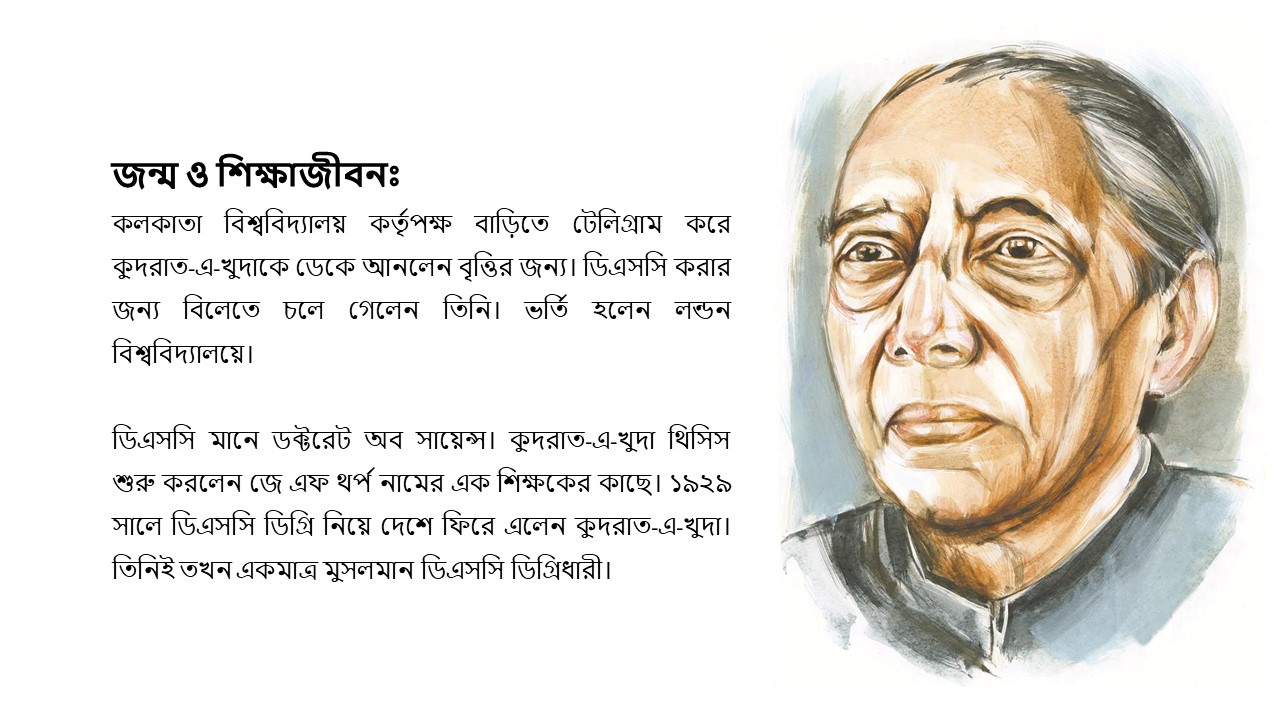 জন্ম ও শিক্ষাজীবনঃ
কলকাতা বিশ্ববিদ্যালয় কর্তৃপক্ষ বাড়িতে টেলিগ্রাম করে
কুদরাত-এ-খুদাকে ডেকে আনলেন বৃত্তির জন্য। ডিএসসি করার
জন্য বিলেতে চলে গেলেন তিনি। ভর্তি হলেন লন্ডন
বিশ্ববিদ্যালয়ে।
ডিএসসি মানে ডক্টরেট অব সায়েন্স। কুদরাত-এ-খুদা থিসিস
শুরু করলেন জে এফ থর্প নামের এক শিক্ষকের কাছে। ১৯২৯
সালে ডিএসসি ডিগ্রি নিয়ে দেশে ফিরে এলেন কুদরাত-এ-খুদা।
তিনিই তখন একমাত্র মুসলমান ডিএসসি ডিগ্রিধারী।